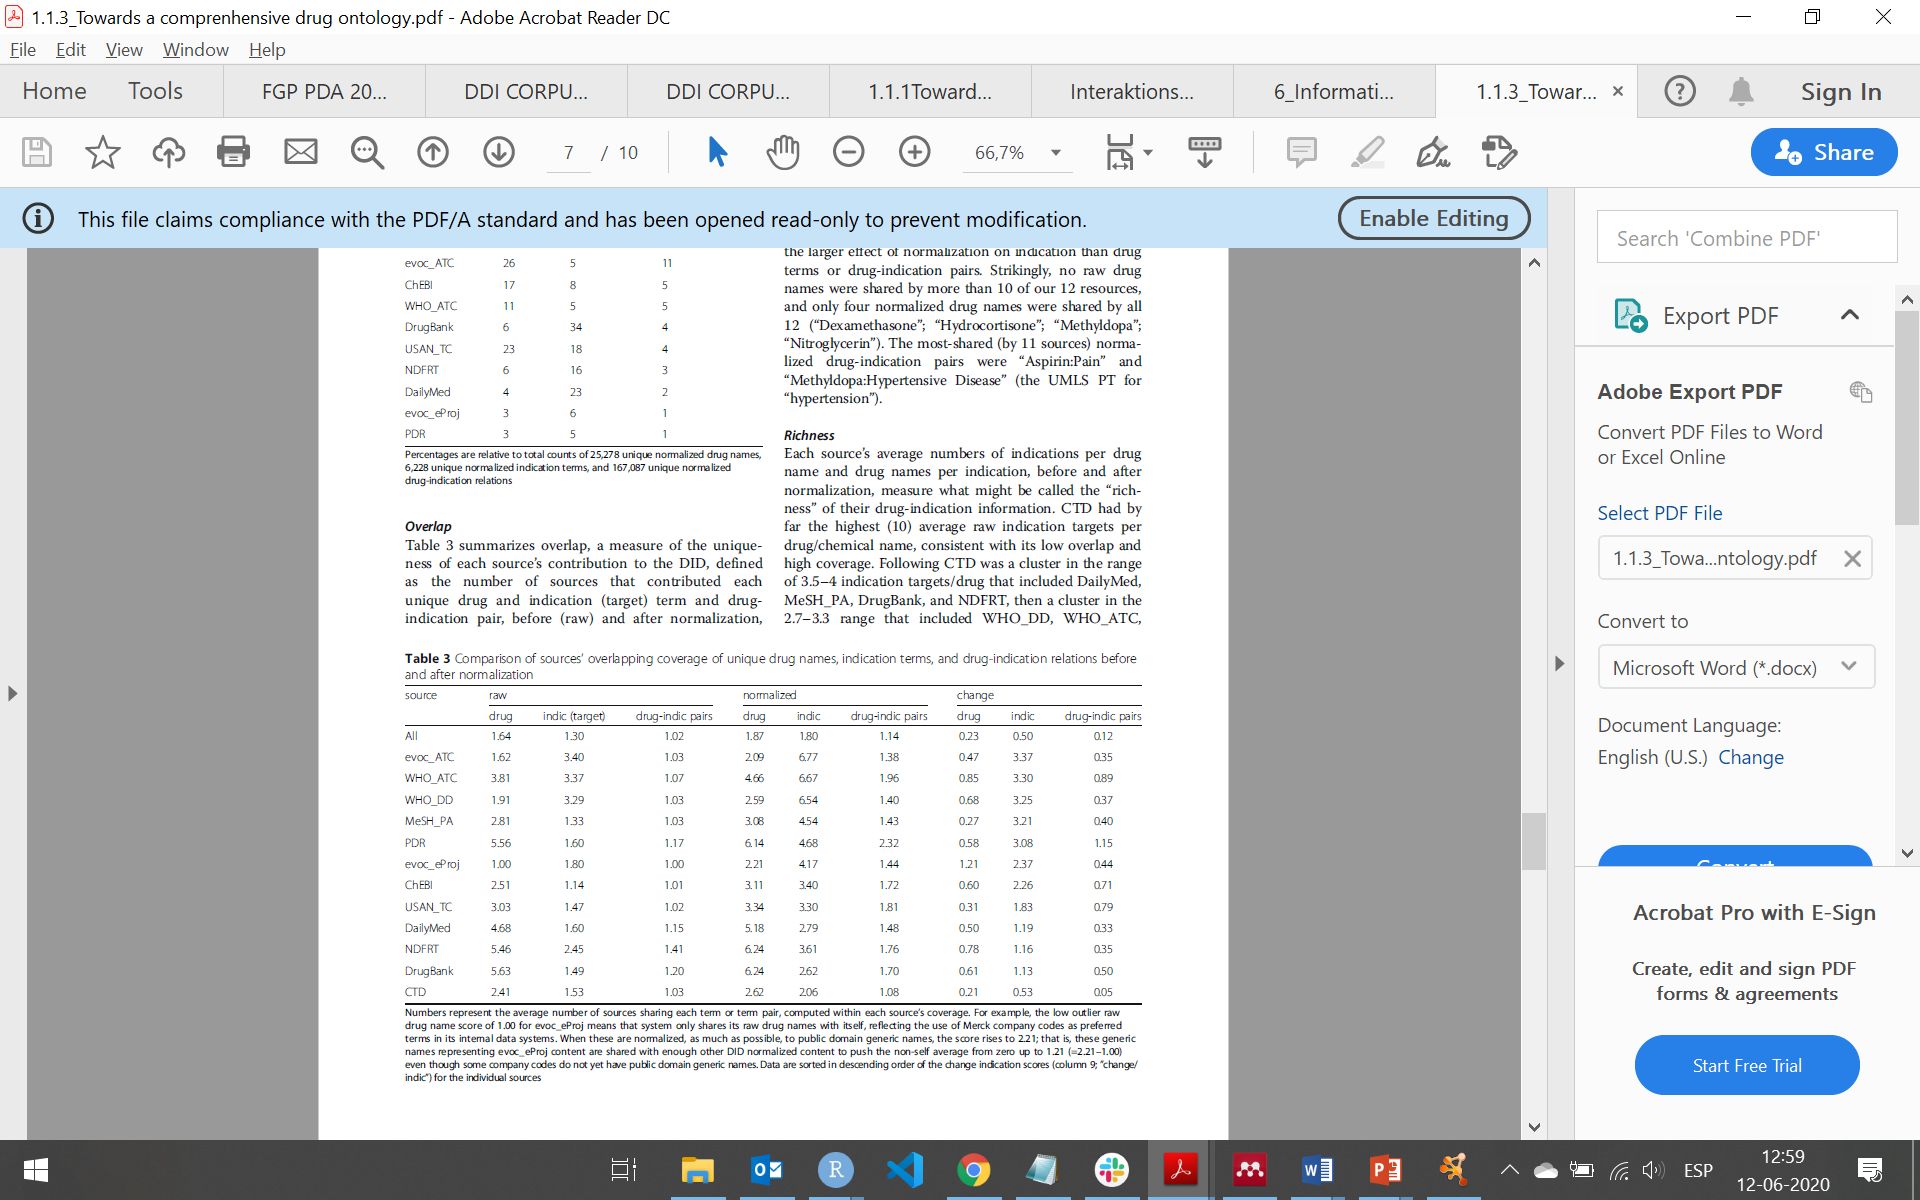 1.1.3_Towards a comprenhensive drug ontology.pdf - Adobe Acrobat Reader DC
File Edit View Window Help
Home Tools FGP PDA 20... DDI CORPU... DDI CORPU... 1.1.1Toward... Interaktions... 6_Informati... 1.1.3_Towar... × Sign In
7 / 10 66,7% Share
This file claims compliance with the PDF/A standard and has been opened read-only to prevent modification. Enable Editing
evoc_ATC 26 5 11
ChEBI 17 8 5
WHO_ATC 11 5 5
DrugBank 6 34 4
USAN_TC 23 18 4
NDFRT 6 16 3
DailyMed 4 23 2
evoc_eProj 3 6 1
PDR 3 5 1
Percentages are relative to total counts of 25,278 unique normalized drug names,
6,228 unique normalized indication terms, and 167,087 unique normalized
drug-indication relations
Overlap
Table 3 summarizes overlap, a measure of the unique-
ness of each source's contribution to the DID, defined
as the number of sources that contributed each
unique drug and indication (target) term and drug-
indication pair, before (raw) and after normalization,
the larger effect of normalization on indication than drug
terms or drug-indication pairs. Strikingly, no raw drug
names were shared by more than 10 of our 12 resources,
and only four normalized drug names were shared by all
12 (“Dexamethasone”; “Hydrocortisone”; “Methyldopa”;
“Nitroglycerin”). The most-shared (by 11 sources) norma-
lized drug-indication pairs were “Aspirin:Pain” and
“Methyldopa:Hypertensive Disease” (the UMLS PT for
“hypertension”).
Richness
Each source's average numbers of indications per drug
name and drug names per indication, before and after
normalization, measure what might be called the “rich-
ness” of their drug-indication information. CTD had by
far the highest (10) average raw indication targets per
drug/chemical name, consistent with its low overlap and
high coverage. Following CTD was a cluster in the range
of 3.5–4 indication targets/drug that included DailyMed,
MeSH_PA, DrugBank, and NDFRT, then a cluster in the
2.7–3.3 range that included WHO_DD, WHO_ATC,
Table 3 Comparison of sources' overlapping coverage of unique drug names, indication terms, and drug-indication relations before
and after normalization
source raw normalized change
drug indic (target) drug-indic pairs drug indic drug-indic pairs drug indic drug-indic pairs
All 1.64 1.30 1.02 1.87 1.80 1.14 0.23 0.50 0.12
evoc_ATC 1.62 3.40 1.03 2.09 6.77 1.38 0.47 3.37 0.35
WHO_ATC 3.81 3.37 1.07 4.66 6.67 1.96 0.85 3.30 0.89
WHO_DD 1.91 3.29 1.03 2.59 6.54 1.40 0.68 3.25 0.37
MeSH_PA 2.81 1.33 1.03 3.08 4.54 1.43 0.27 3.21 0.40
PDR 5.56 1.60 1.17 6.14 4.68 2.32 0.58 3.08 1.15
evoc_eProj 1.00 1.80 1.00 2.21 4.17 1.44 1.21 2.37 0.44
ChEBI 2.51 1.14 1.01 3.11 3.40 1.72 0.60 2.26 0.71
USAN_TC 3.03 1.47 1.02 3.34 3.30 1.81 0.31 1.83 0.79
DailyMed 4.68 1.60 1.15 5.18 2.79 1.48 0.50 1.19 0.33
NDFRT 5.46 2.45 1.41 6.24 3.61 1.76 0.78 1.16 0.35
DrugBank 5.63 1.49 1.20 6.24 2.62 1.70 0.61 1.13 0.50
CTD 2.41 1.53 1.03 2.62 2.06 1.08 0.21 0.53 0.05
Numbers represent the average number of sources sharing each term or term pair, computed within each source's coverage. For example, the low outlier raw
drug name score of 1.00 for evoc_eProj means that system only shares its raw drug names with itself, reflecting the use of Merck company codes as preferred
terms in its internal data systems. When these are normalized, as much as possible, to public domain generic names, the score rises to 2.21; that is, these generic
names representing evoc_eProj content are shared with enough other DID normalized content to push the non-self average from zero up to 1.21 (=2.21–1.00)
even though some company codes do not yet have public domain generic names. Data are sorted in descending order of the change indication scores (column 9; “change/
indic”) for the individual sources
Search 'Combine PDF'
Export PDF
Adobe Export PDF
Convert PDF Files to Word
or Excel Online
Select PDF File
1.1.3_Towa...ntology.pdf
Convert to
Microsoft Word (*.docx)
Document Language:
English (U.S.) Change
Convert
Acrobat Pro with E-Sign
Create, edit and sign PDF
forms & agreements
Start Free Trial
ESP
12:59
12-06-2020